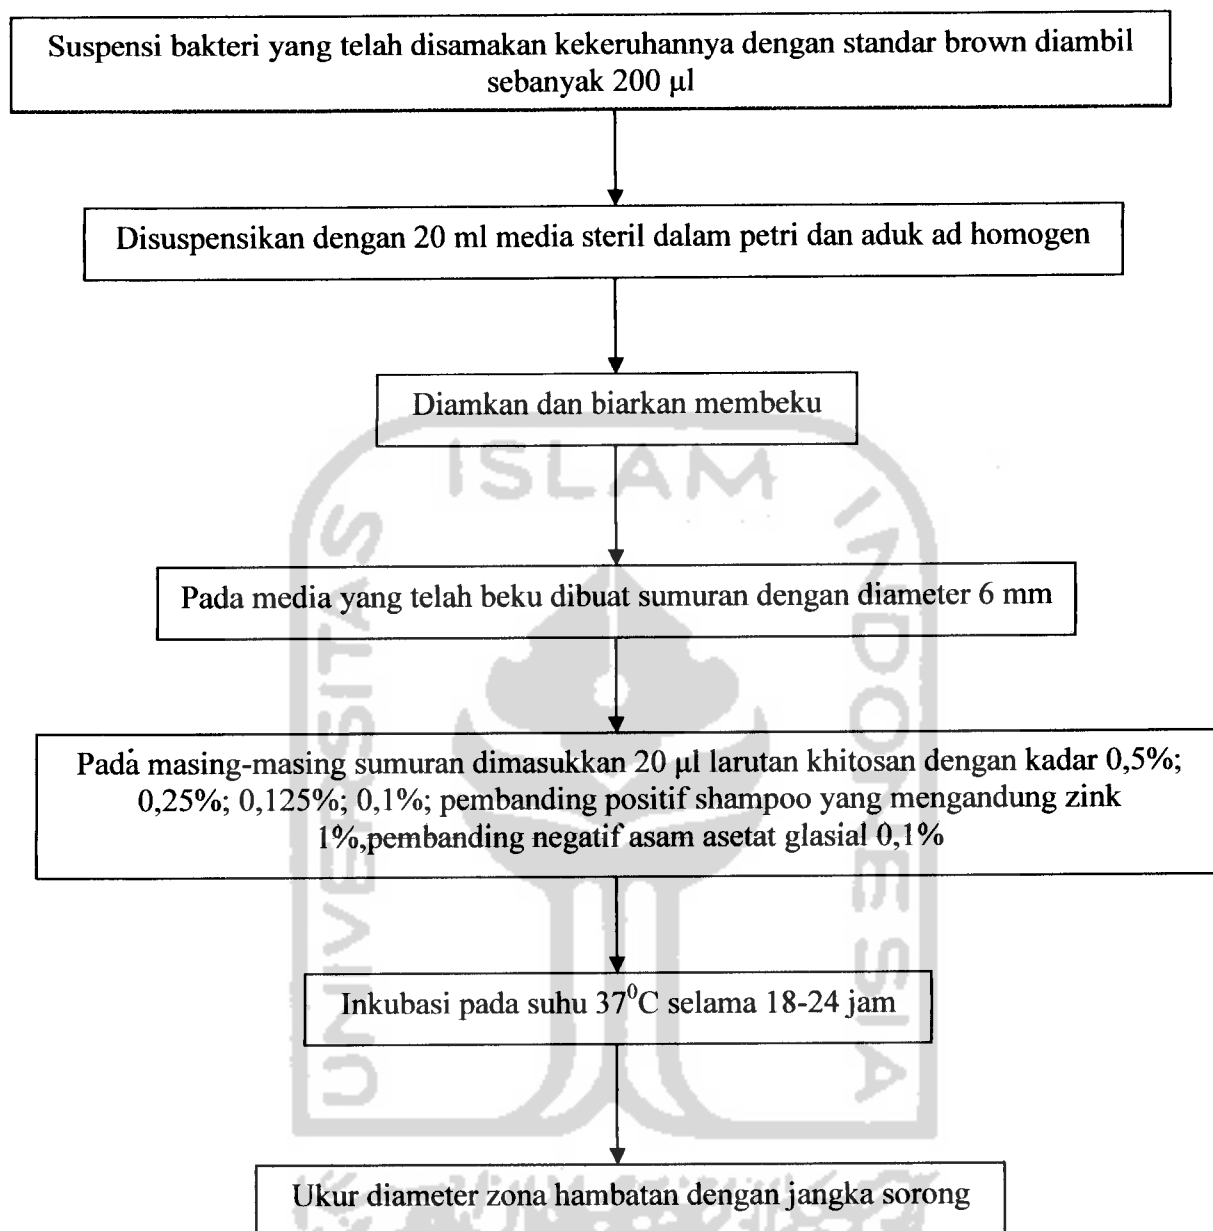 Suspensi bakteri yang telah disamakan kekeruhannya dengan standar brown diambil
sebanyak 200 µl
Disuspensikan dengan 20 ml media steril dalam petri dan aduk ad homogen
Diamkan dan biarkan membeku
Pada media yang telah beku dibuat sumuran dengan diameter 6 mm
Pada masing-masing sumuran dimasukkan 20 µl larutan khitosan dengan kadar 0,5%;
0,25%; 0,125%; 0,1%; pembanding positif shampoo yang mengandung zink
1%,pembanding negatif asam asetat glasial 0,1%
Inkubasi pada suhu 37⁰C selama 18-24 jam
Ukur diameter zona hambatan dengan jangka sorong
UNIVERSITAS
ISLAM
INDONESIA